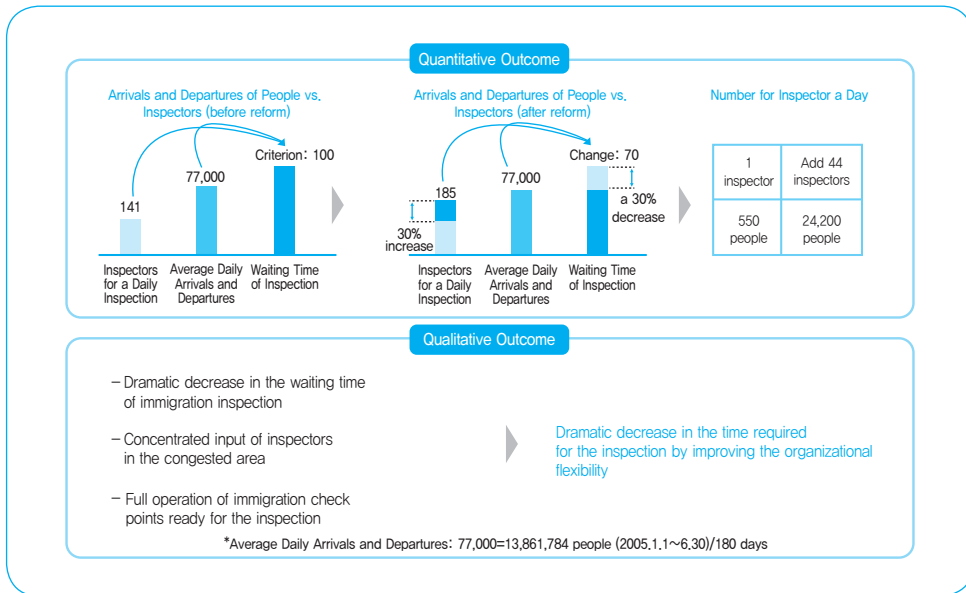 Quantitative Outcome
Arrivals and Departures of People vs.
Inspectors (before reform)
Criterion: 100
77,000
141
Inspectors
for a Daily
Inspection
Average Daily
Arrivals and
Departures
Waiting Time
of Inspection
Arrivals and Departures of People vs.
Inspectors (after reform)
Change: 70
77,000
185
30%
increase
a 30%
decrease
Inspectors
for a Daily
Inspection
Average Daily
Arrivals and
Departures
Waiting Time
of Inspection
Number for Inspector a Day
1
inspector
Add 44
inspectors
550
people
24,200
people
Qualitative Outcome
– Dramatic decrease in the waiting time
of immigration inspection
– Concentrated input of inspectors
in the congested area
– Full operation of immigration check
points ready for the inspection
Dramatic decrease in the time required
for the inspection by improving the organizational
flexibility
*Average Daily Arrivals and Departures: 77,000=13,861,784 people (2005.1.1~6.30)/180 days